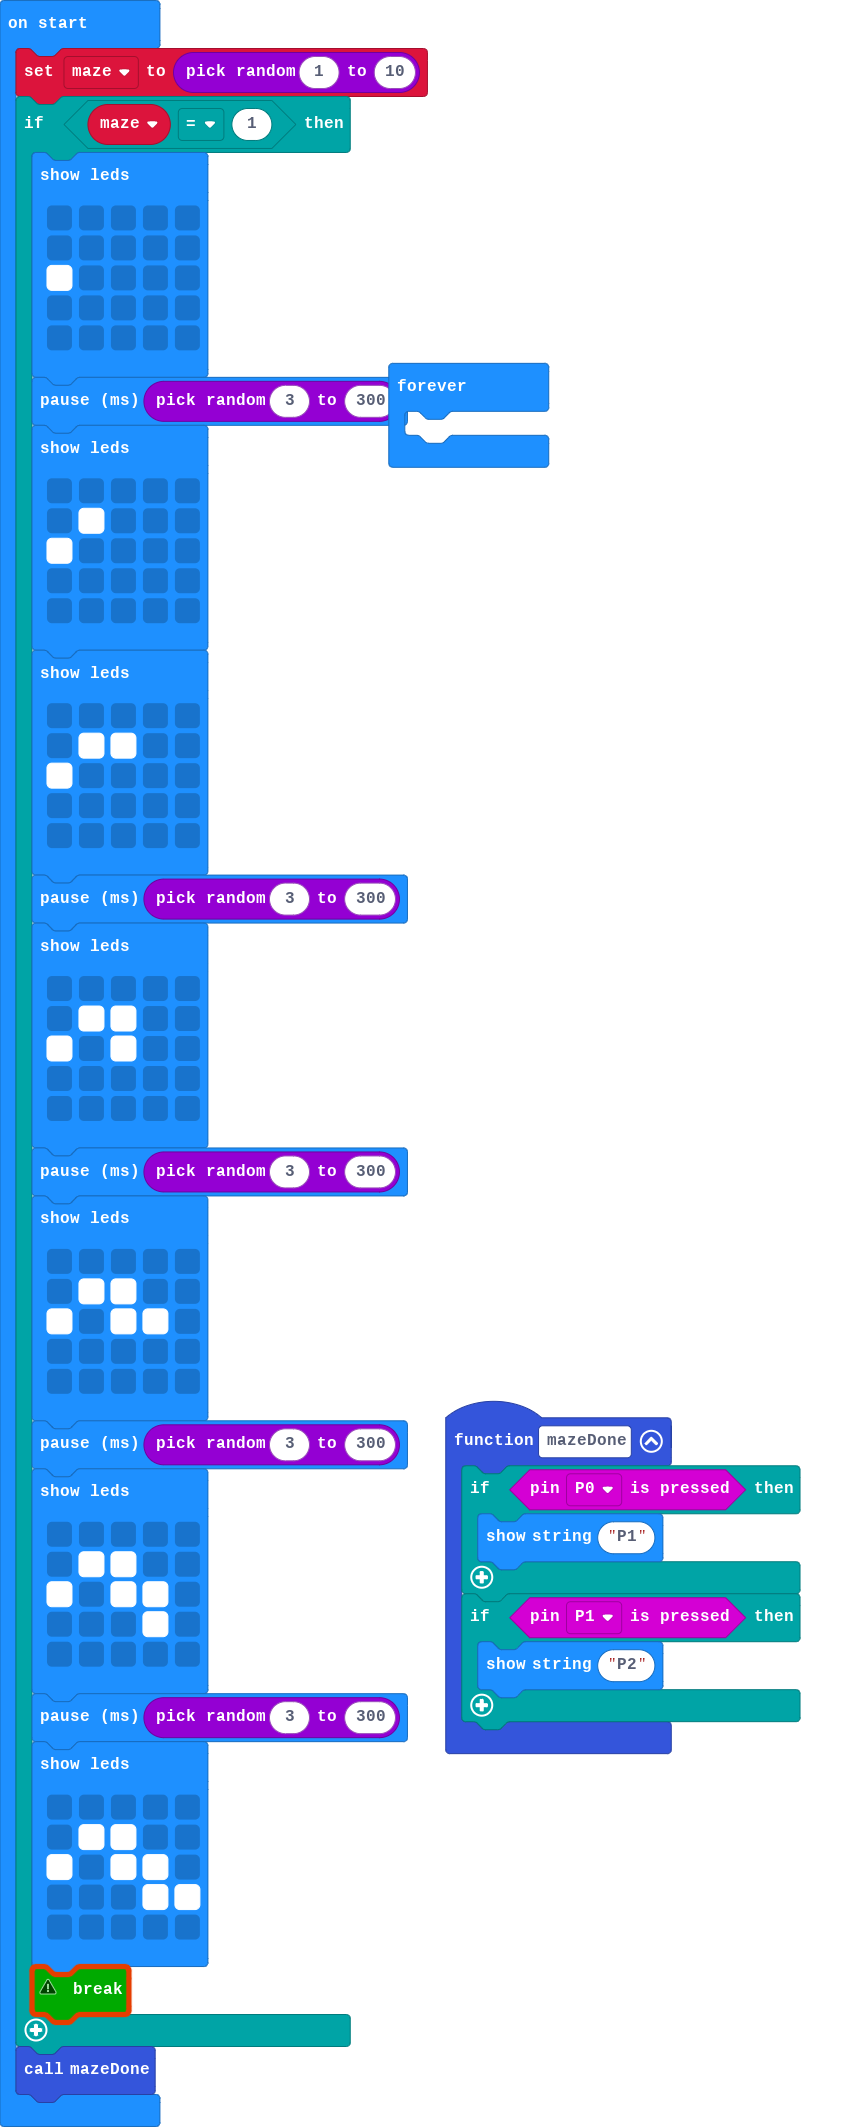 on start
set maze to pick random 1 to 10
if maze = 1 then
show leds
pause (ms) pick random 3 to 300
forever
show leds
show leds
pause (ms) pick random 3 to 300
show leds
pause (ms) pick random 3 to 300
show leds
pause (ms) pick random 3 to 300
show leds
pause (ms) pick random 3 to 300
show leds
break
call mazeDone
function mazeDone
if pin P0 is pressed then
show string "P1"
if pin P1 is pressed then
show string "P2"